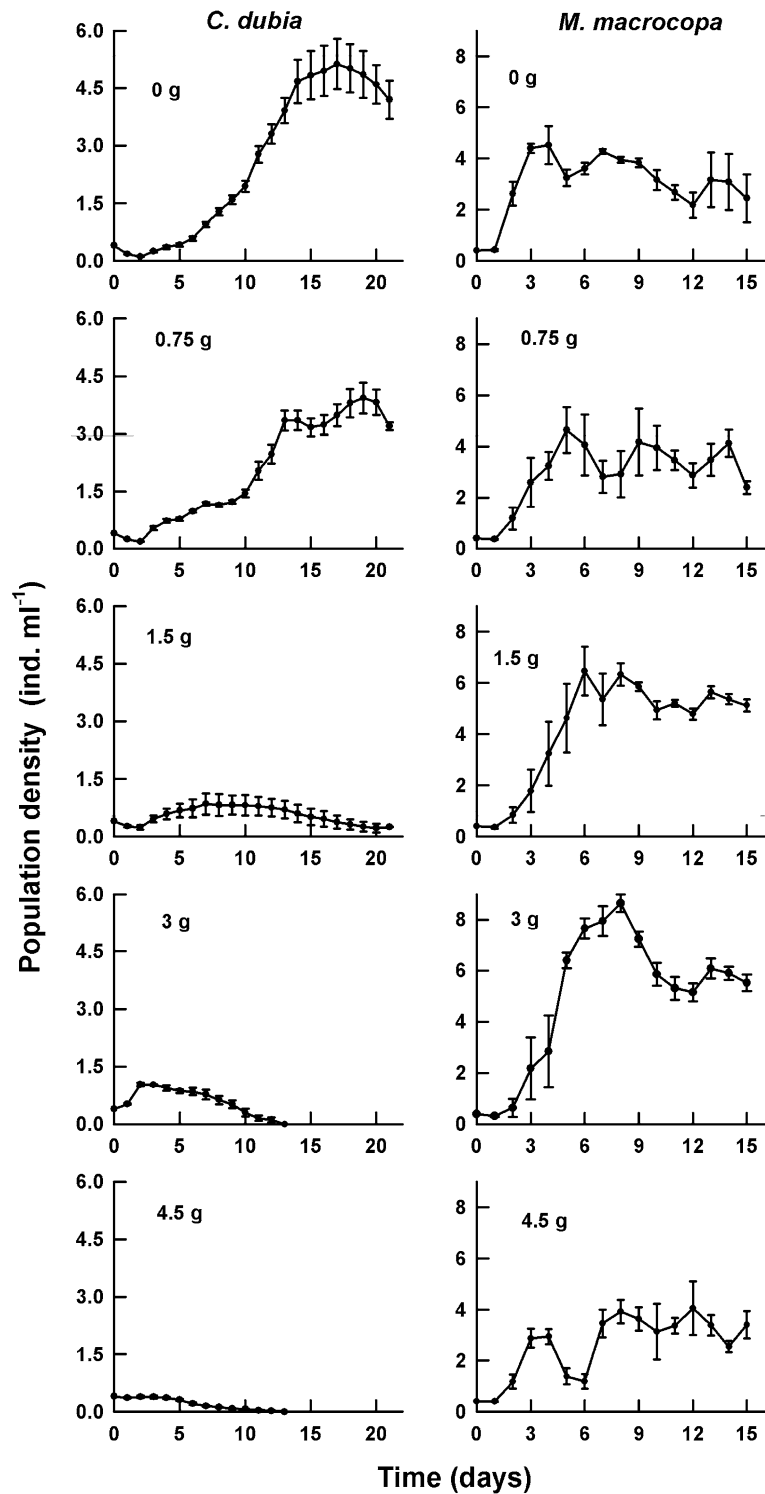 C. dubia M. macrocopa
6.0 8
0 g 0 g
4.5 6
3.0 4
1.5 2
0.0 0
0 5 10 15 20 0 3 6 9 12 15
6.0 8
0.75 g 0.75 g
4.5 6
3.0 4
1.5 2
0.0 0
0 5 10 15 20 0 3 6 9 12 15
6.0 8
1.5 g 1.5 g
4.5 6
3.0 4
1.5 2
0.0 0
0 5 10 15 20 0 3 6 9 12 15
6.0 8
3 g 3 g
4.5 6
3.0 4
1.5 2
0.0 0
0 5 10 15 20 0 3 6 9 12 15
6.0 8
4.5 g 4.5 g
4.5 6
3.0 4
1.5 2
0.0 0
0 5 10 15 20 0 3 6 9 12 15
Population density (ind. ml⁻¹)
Time (days)